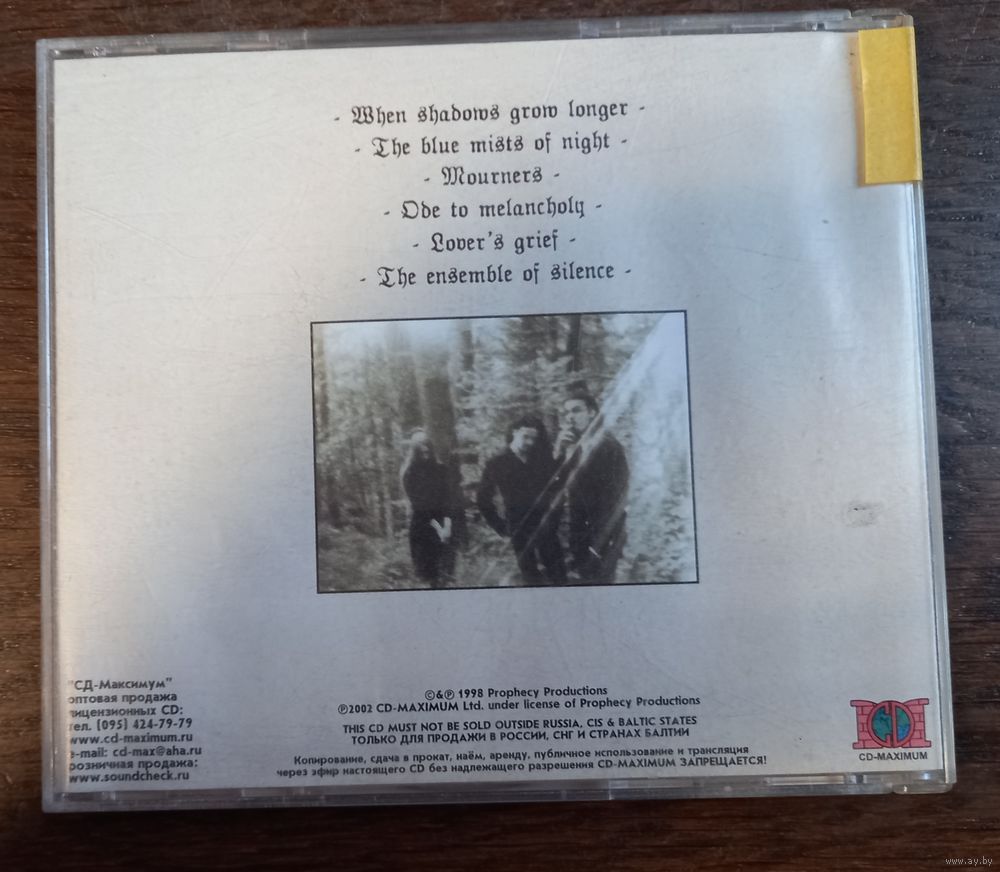 - When shadows grow longer -
- The blue mists of night -
- Mourners -
- Ode to melancholy -
- Lover's grief -
- The ensemble of silence -
"СД-Максимум"
оптовая продажа
лицензионных CD:
тел. (095) 424-79-79
www.cd-maximum.ru
e-mail: cd-max@aha.ru
розничная продажа:
www.soundcheck.ru
©&℗ 1998 Prophecy Productions
℗2002 CD-MAXIMUM Ltd. under license of Prophecy Productions
THIS CD MUST NOT BE SOLD OUTSIDE RUSSIA, CIS & BALTIC STATES
ТОЛЬКО ДЛЯ ПРОДАЖИ В РОССИИ, СНГ И СТРАНАХ БАЛТИИ
Копирование, сдача в прокат, наём, аренду, публичное использование и трансляция
через эфир настоящего CD без надлежащего разрешения CD-MAXIMUM ЗАПРЕЩАЕТСЯ!
CD
CD-MAXIMUM
www.ay.by